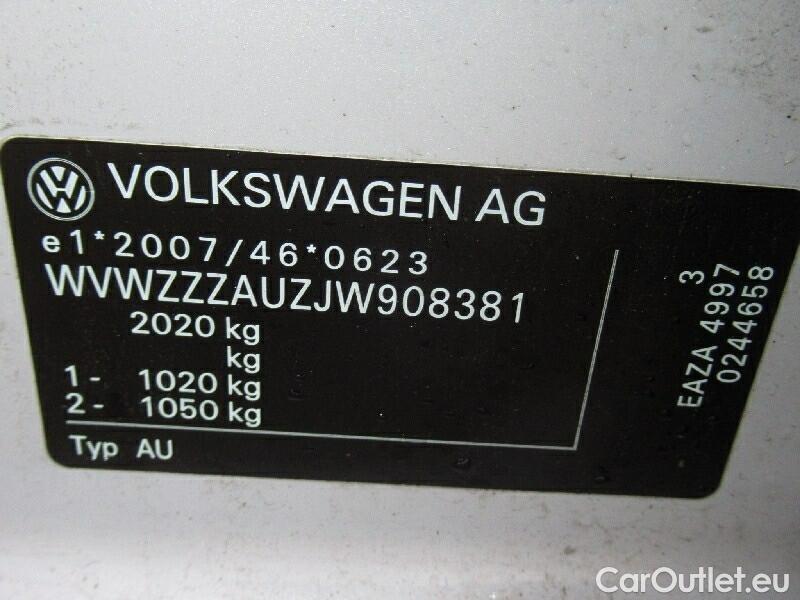 VOLKSWAGEN AG
e1*2007/46*0623
WVWZZZAUZJW908381
2020 kg
kg
1- 1020 kg
2- 1050 kg
Typ AU
3
EAZA 4997
0244658
CarOutlet.eu